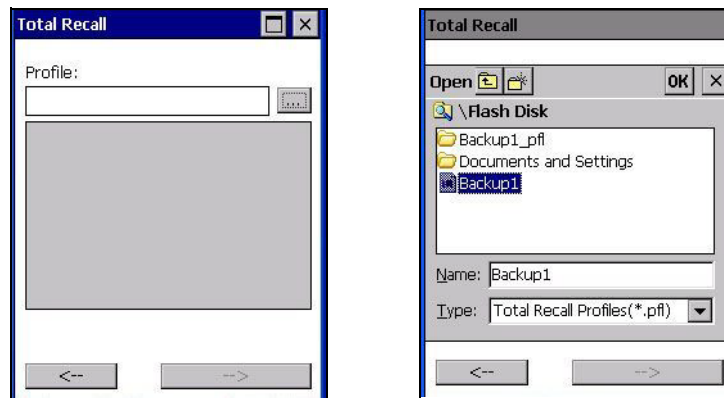 Total Recall
Profile:
...
<--
-->
Total Recall
Open
OK
\Flash Disk
Backup1_pfl
Documents and Settings
Backup1
Name: Backup1
Type: Total Recall Profiles(*.pfl)
<--
-->